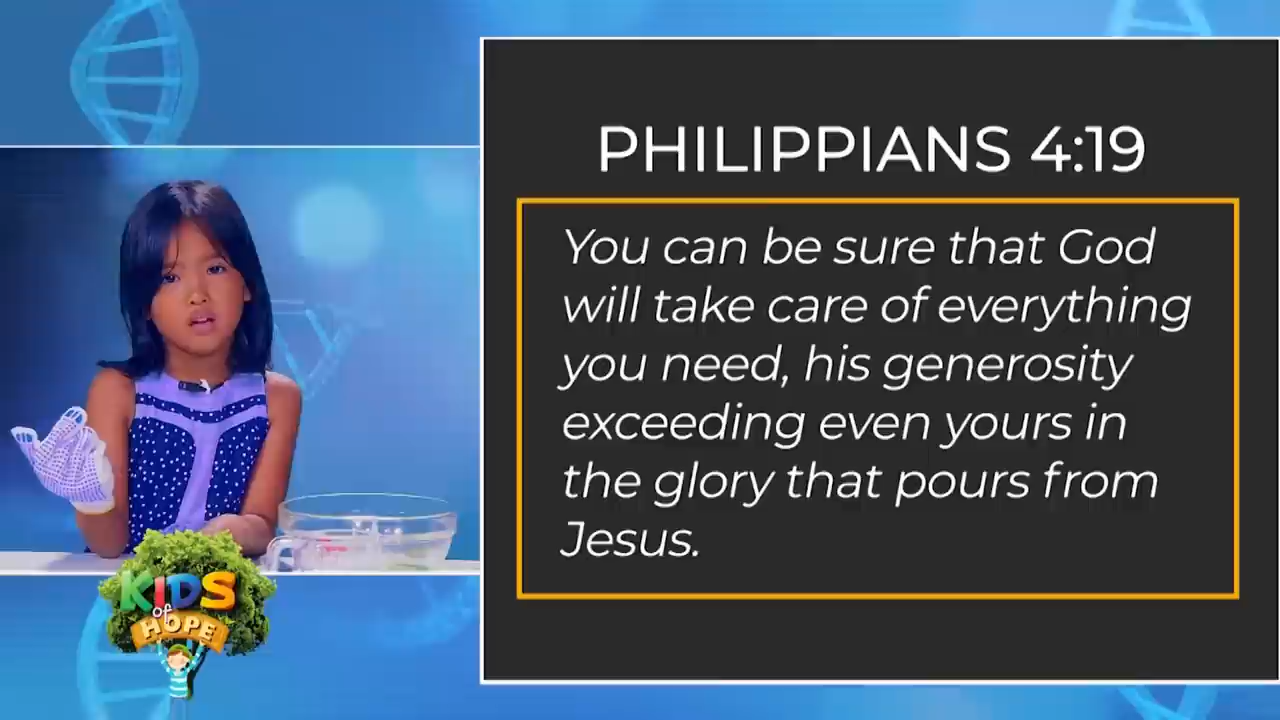 PHILIPPIANS 4:19
You can be sure that God
will take care of everything
you need, his generosity
exceeding even yours in
the glory that pours from
Jesus.
KIDS
of
HOPE